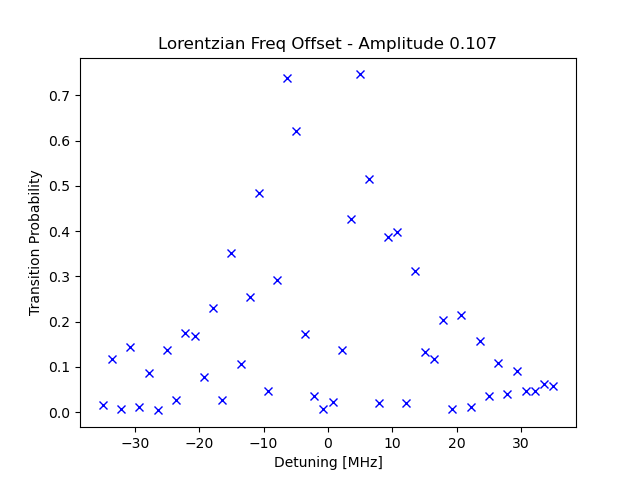 Lorentzian Freq Offset - Amplitude 0.107
Transition Probability
0.7
0.6
0.5
0.4
0.3
0.2
0.1
0.0
−30 −20 −10 0 10 20 30
Detuning [MHz]